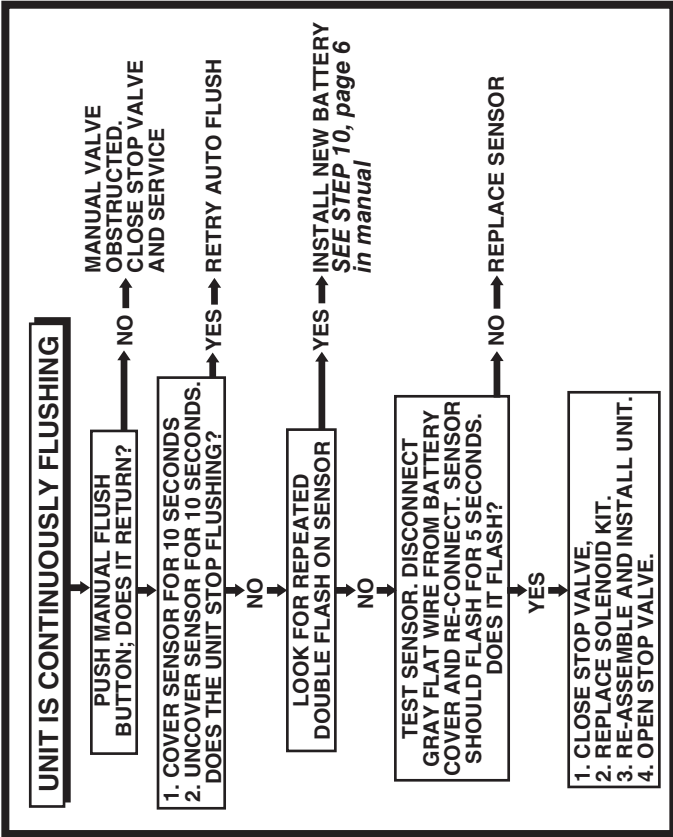 UNIT IS CONTINUOUSLY FLUSHING
PUSH MANUAL FLUSH
BUTTON; DOES IT RETURN?
NO
MANUAL VALVE
OBSTRUCTED.
CLOSE STOP VALVE
AND SERVICE
1. COVER SENSOR FOR 10 SECONDS
2. UNCOVER SENSOR FOR 10 SECONDS.
DOES THE UNIT STOP FLUSHING?
YES
RETRY AUTO FLUSH
NO
LOOK FOR REPEATED
DOUBLE FLASH ON SENSOR
YES
INSTALL NEW BATTERY
SEE STEP 10, page 6
in manual
NO
TEST SENSOR. DISCONNECT
GRAY FLAT WIRE FROM BATTERY
COVER AND RE-CONNECT. SENSOR
SHOULD FLASH FOR 5 SECONDS.
DOES IT FLASH?
NO
REPLACE SENSOR
YES
1. CLOSE STOP VALVE,
2. REPLACE SOLENOID KIT.
3. RE-ASSEMBLE AND INSTALL UNIT.
4. OPEN STOP VALVE.